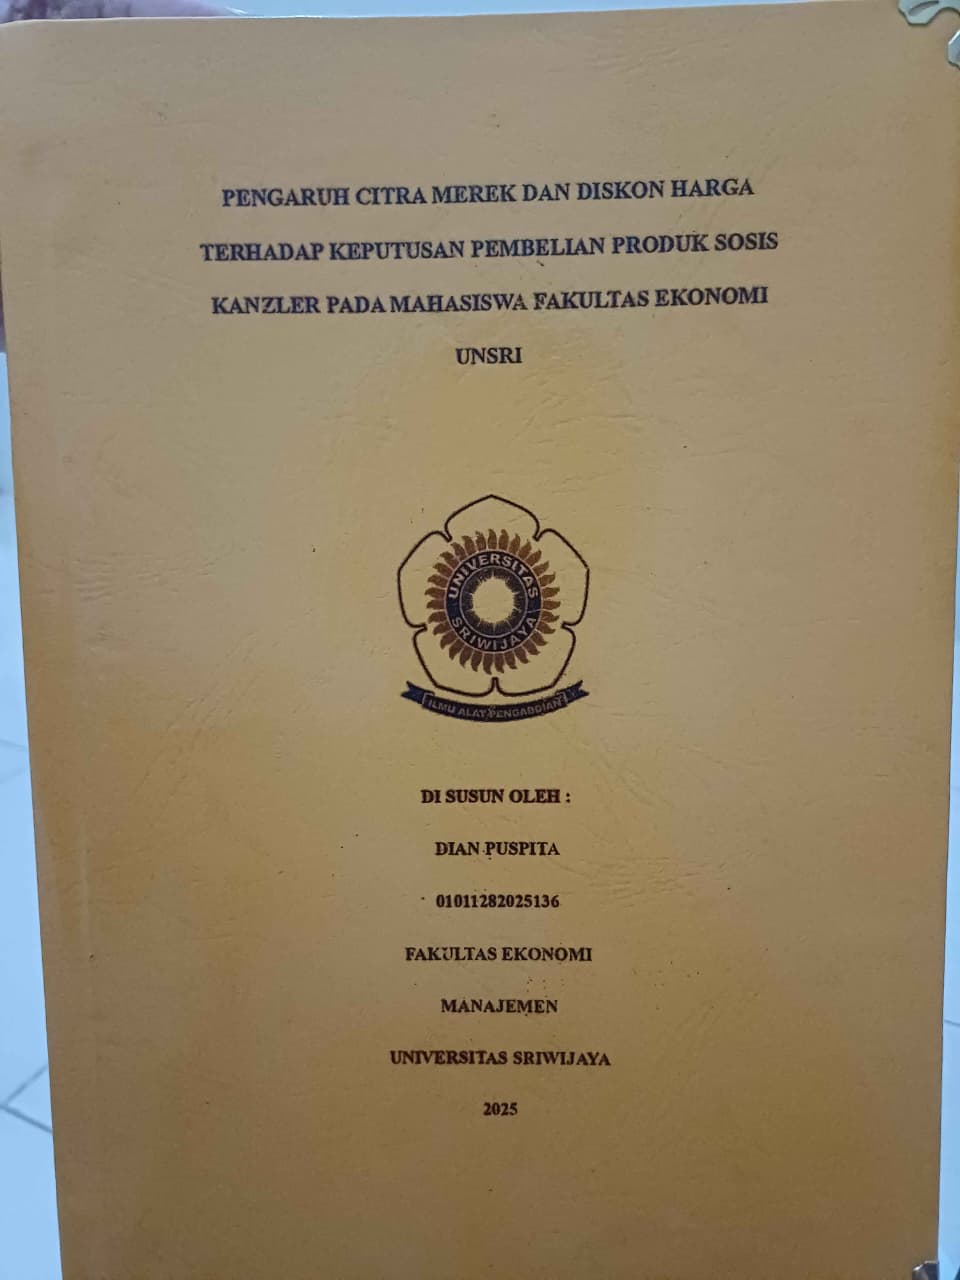 PENGARUH CITRA MEREK DAN DISKON HARGA
TERHADAP KEPUTUSAN PEMBELIAN PRODUK SOSIS
KANZLER PADA MAHASISWA FAKULTAS EKONOMI
UNSRI
UNIVERSITAS
SRIWIJAYA
ILMU ALAT PENGABDIAN
DI SUSUN OLEH :
DIAN PUSPITA
01011282025136
FAKULTAS EKONOMI
MANAJEMEN
UNIVERSITAS SRIWIJAYA
2025